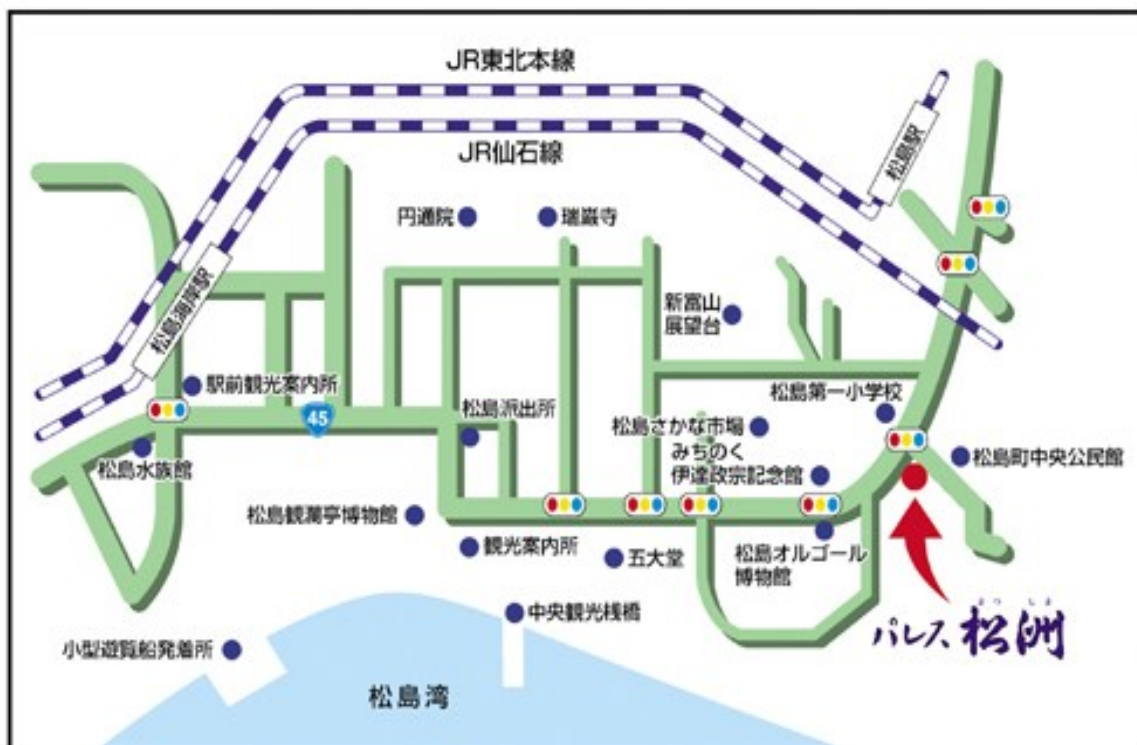 JR東北本線
JR仙石線
松島駅
円通院
瑞巌寺
松島海岸駅
新富山
展望台
駅前観光案内所
45
松島派出所
松島第一小学校
松島さかな市場
みちのく
伊達政宗記念館
松島水族館
松島町中央公民館
松島観瀾亭博物館
観光案内所
五大堂
松島オルゴール
博物館
中央観光桟橋
小型遊覧船発着所
パレス松洲
松島湾